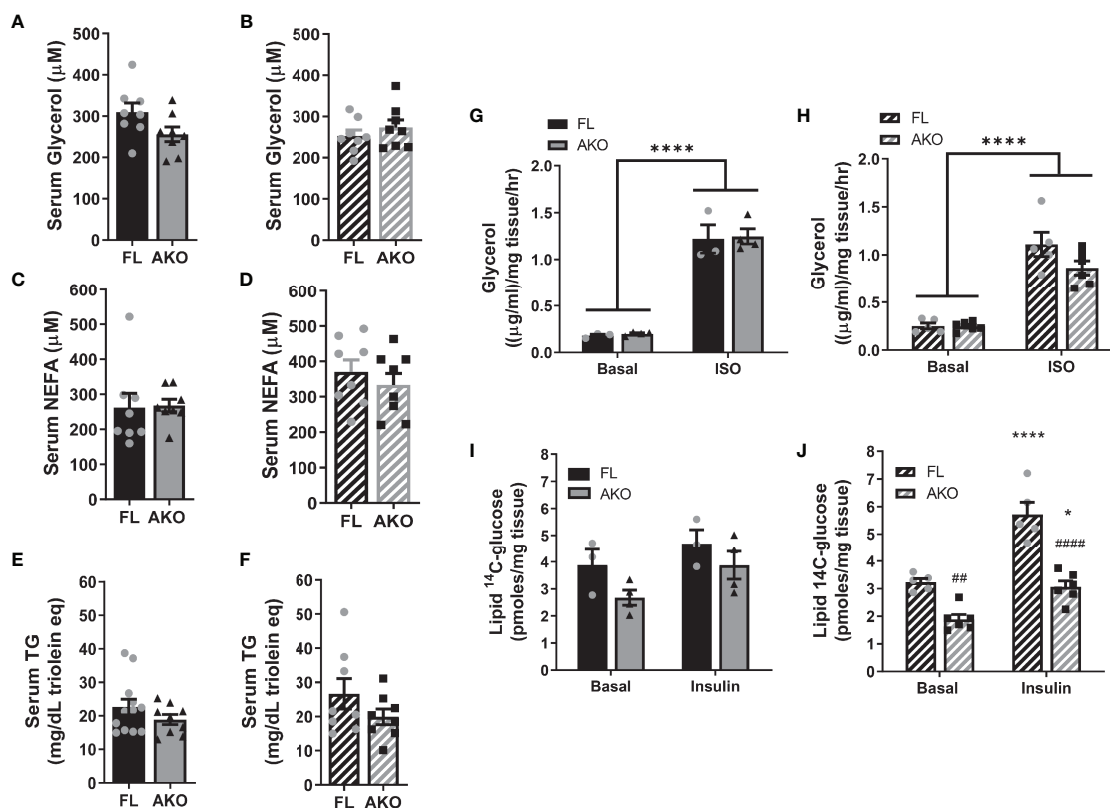 A
Serum Glycerol (µM)
500
400
300
200
100
0
FL AKO
B
Serum Glycerol (µM)
500
400
300
200
100
0
FL AKO
C
Serum NEFA (µM)
600
500
400
300
200
100
0
FL AKO
D
Serum NEFA (µM)
600
500
400
300
200
100
0
FL AKO
E
Serum TG
(mg/dL triolein eq)
60
50
40
30
20
10
0
FL AKO
F
Serum TG
(mg/dL triolein eq)
60
50
40
30
20
10
0
FL AKO
G
FL
AKO
****
Glycerol
((µg/ml)/mg tissue/hr)
2.0
1.5
1.0
0.5
0.0
Basal ISO
H
FL
AKO
****
Glycerol
((µg/ml)/mg tissue/hr)
2.0
1.5
1.0
0.5
0.0
Basal ISO
I
FL
AKO
Lipid ¹⁴C-glucose
(pmoles/mg tissue)
8
7
6
5
4
3
2
1
0
Basal Insulin
J
FL
AKO
****
*
####
##
Lipid 14C-glucose
(pmoles/mg tissue)
8
7
6
5
4
3
2
1
0
Basal Insulin